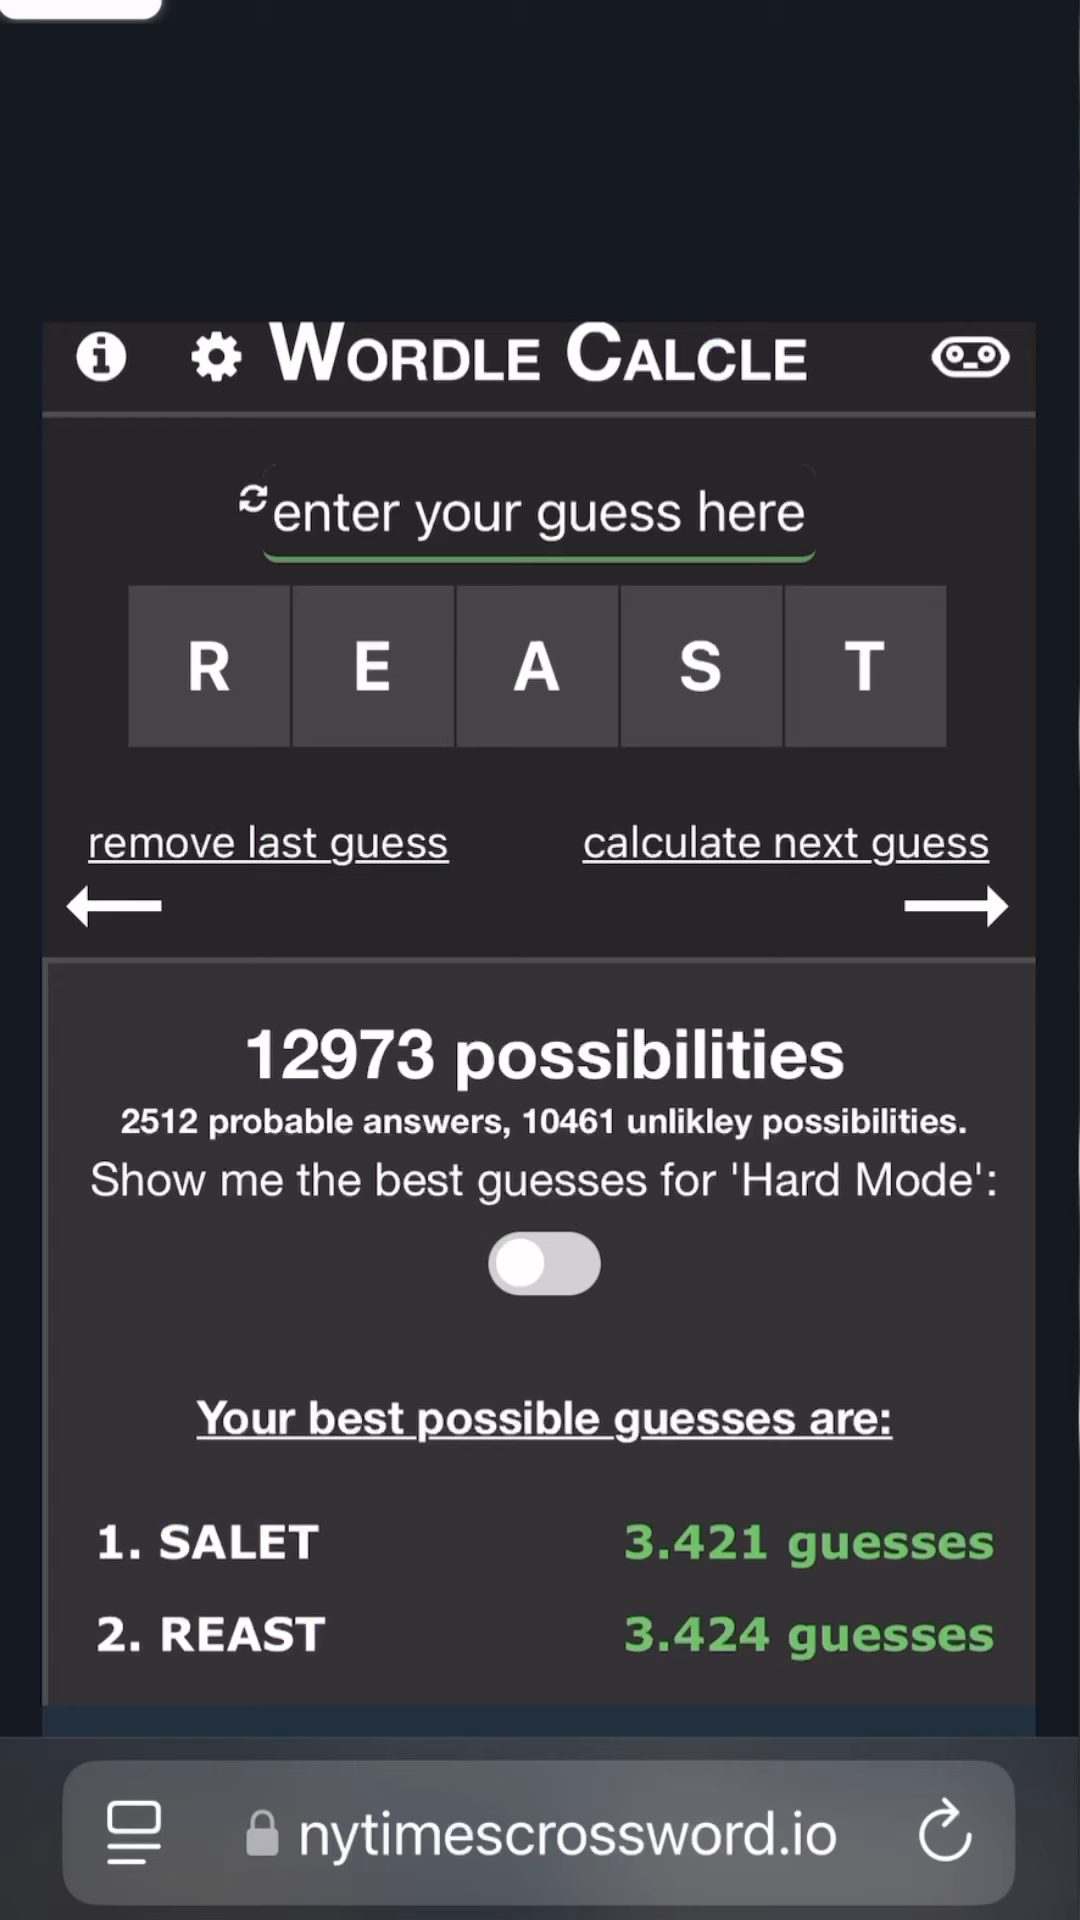 WORDLE CALCLE
enter your guess here
R E A S T
remove last guess
calculate next guess
12973 possibilities
2512 probable answers, 10461 unlikley possibilities.
Show me the best guesses for 'Hard Mode':
Your best possible guesses are:
1. SALET 3.421 guesses
2. REAST 3.424 guesses
nytimescrossword.io